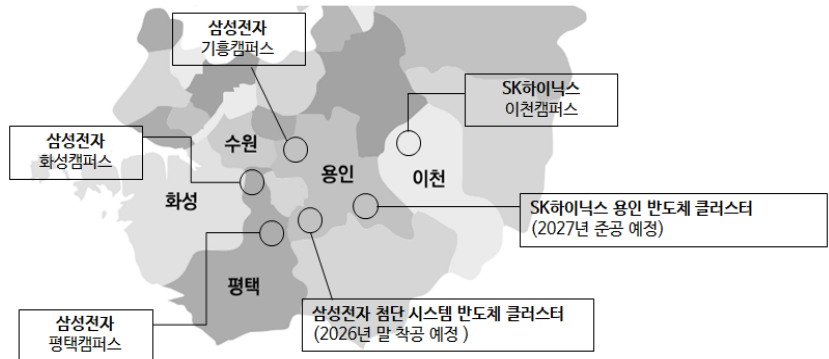 삼성전자
기흥캠퍼스
SK하이닉스
이천캠퍼스
삼성전자
화성캠퍼스
수원
용인
이천
화성
SK하이닉스 용인 반도체 클러스터
(2027년 준공 예정)
평택
삼성전자 첨단 시스템 반도체 클러스터
(2026년 말 착공 예정 )
삼성전자
평택캠퍼스